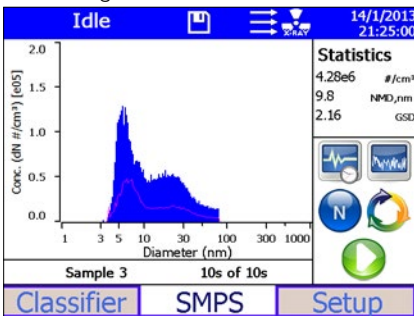 Idle
X-RAY
14/1/2013
21:25:00
Conc. (dN #/cm³) [e05]
2.0
1.5
1.0
0.5
0.0
1 3 5 10 30 100 300 1000
Diameter (nm)
Sample 3 10s of 10s
Statistics
4.28e6 #/cm³
9.8 NMD,nm
2.16 GSD
N
Classifier SMPS Setup